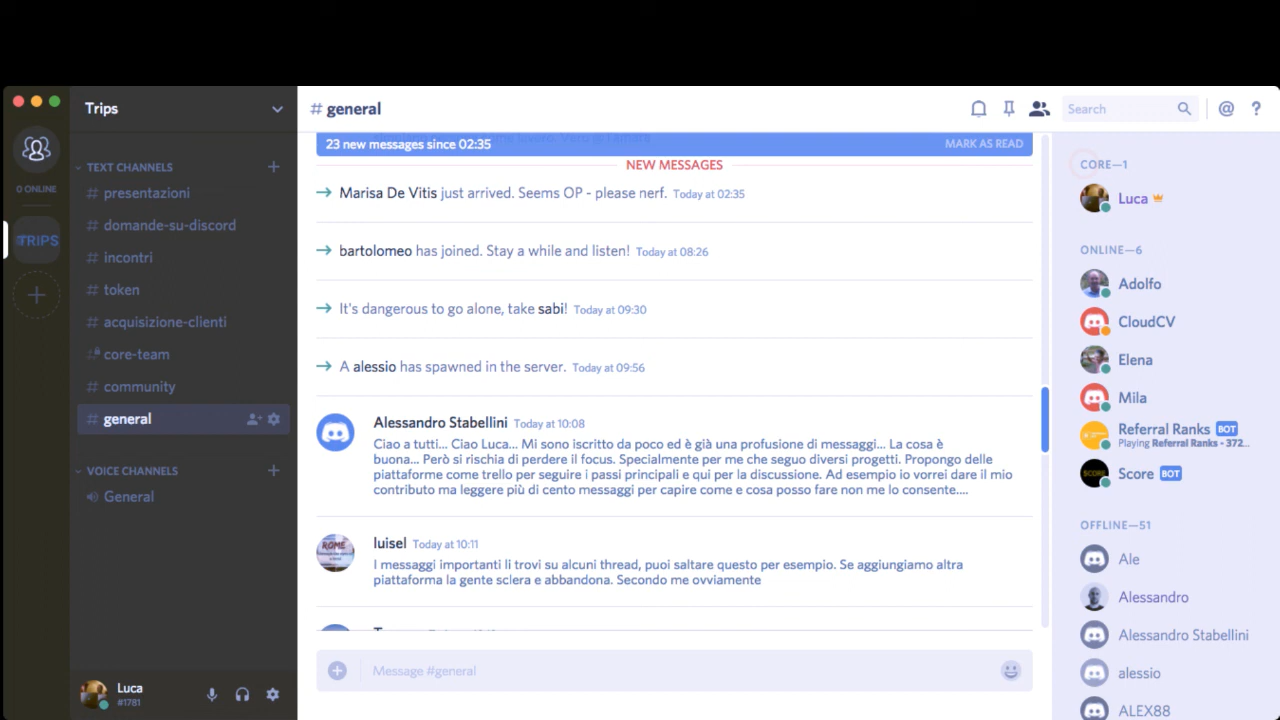 Trips
0 ONLINE
TRIPS
TEXT CHANNELS
# presentazioni
# domande-su-discord
# incontri
# token
# acquisizione-clienti
# core-team
# community
# general
VOICE CHANNELS
General
Luca
#1781
# general
Search
@ ?
23 new messages since 02:35 MARK AS READ
NEW MESSAGES
Marisa De Vitis just arrived. Seems OP - please nerf. Today at 02:35
bartolomeo has joined. Stay a while and listen! Today at 08:26
It's dangerous to go alone, take sabi! Today at 09:30
A alessio has spawned in the server. Today at 09:56
Alessandro Stabellini Today at 10:08
Ciao a tutti... Ciao Luca... Mi sono iscritto da poco ed è già una profusione di messaggi... La cosa è
buona... Però si rischia di perdere il focus. Specialmente per me che seguo diversi progetti. Propongo delle
piattaforme come trello per seguire i passi principali e qui per la discussione. Ad esempio io vorrei dare il mio
contributo ma leggere più di cento messaggi per capire come e cosa posso fare non me lo consente....
luisel Today at 10:11
ROME
I messaggi importanti li trovi su alcuni thread, puoi saltare questo per esempio. Se aggiungiamo altra
piattaforma la gente sclera e abbandona. Secondo me ovviamente
Message #general
CORE—1
Luca
ONLINE—6
Adolfo
CloudCV
Elena
Mila
Referral Ranks BOT
Playing Referral Ranks - 372...
SCORE
Score BOT
OFFLINE—51
Ale
Alessandro
Alessandro Stabellini
alessio
ALEX88